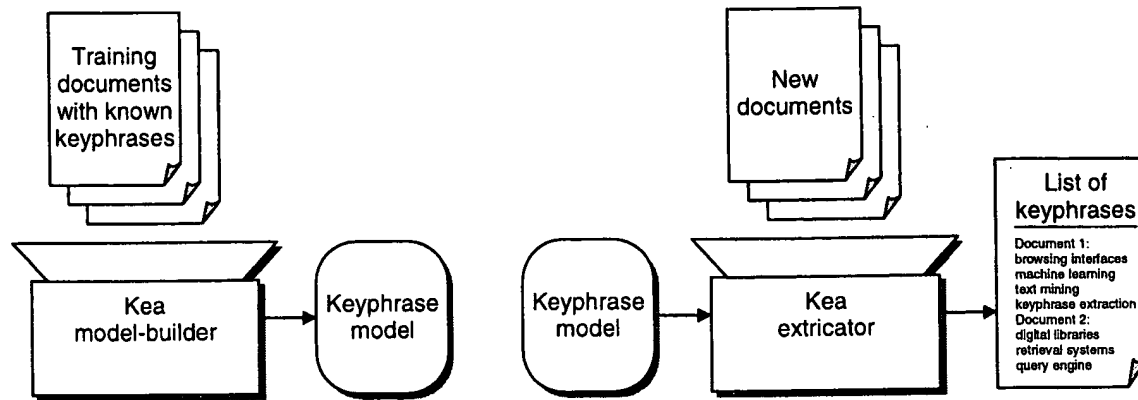 Training
documents
with known
keyphrases
Kea
model-builder
Keyphrase
model
New
documents
Keyphrase
model
Kea
extricator
List of
keyphrases
Document 1:
browsing interfaces
machine learning
text mining
keyphrase extraction
Document 2:
digital libraries
retrieval systems
query engine